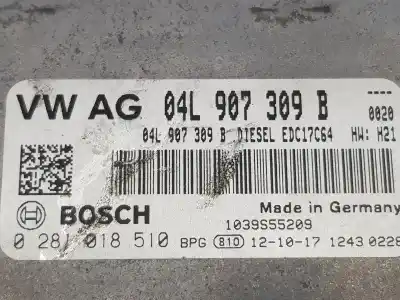 VW AG 04L 907 309 B 0020
04L 907 309 B DIESEL EDC17C64 HW: H21
BOSCH
Made in Germany
1039S55209
0 281 018 510 BPG 810 12-10-17 1243 0228